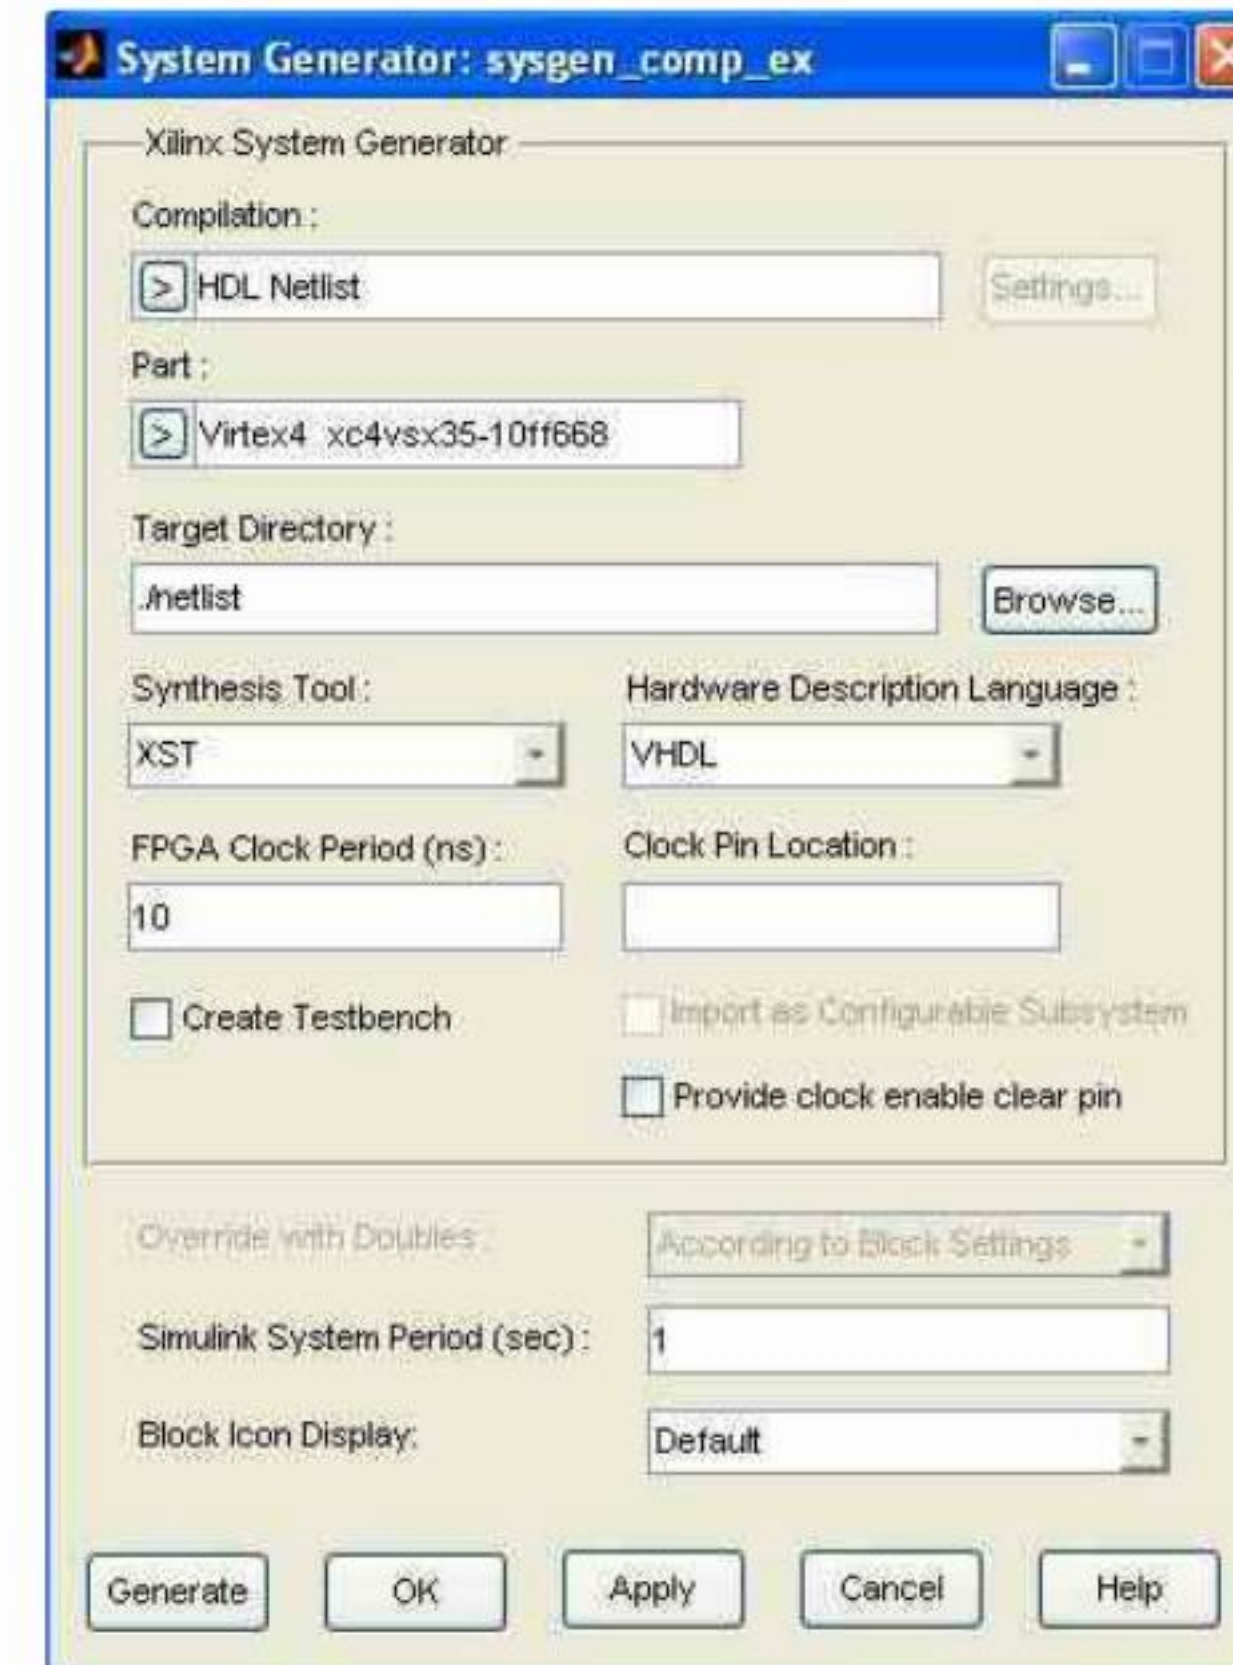 System Generator: sysgen_comp_ex
Xilinx System Generator
Compilation :
> HDL Netlist
Settings...
Part :
> Virtex4 xc4vsx35-10ff668
Target Directory :
./netlist
Browse...
Synthesis Tool :
Hardware Description Language :
XST
VHDL
FPGA Clock Period (ns) :
Clock Pin Location :
10
Create Testbench
Import as Configurable Subsystem
Provide clock enable clear pin
Override with Doubles :
According to Block Settings
Simulink System Period (sec) :
1
Block Icon Display:
Default
Generate
OK
Apply
Cancel
Help